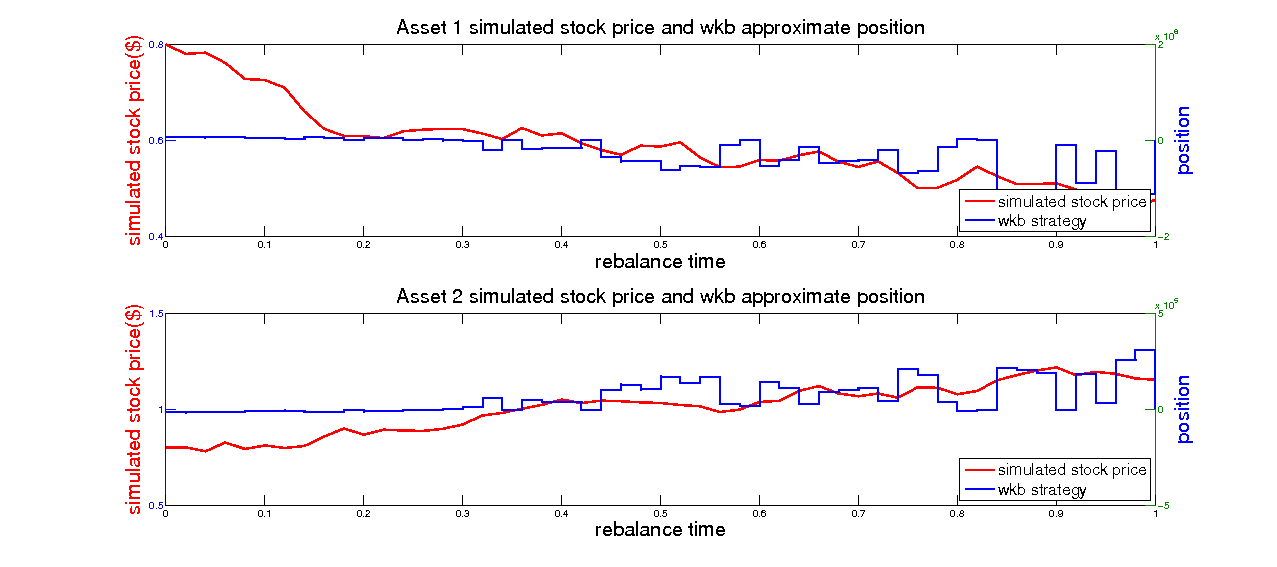 Asset 1 simulated stock price and wkb approximate position
simulated stock price($)
0.8
0.6
0.4
2
0
-2
position
simulated stock price
wkb strategy
0 0.1 0.2 0.3 0.4 0.5 0.6 0.7 0.8 0.9 1
rebalance time
Asset 2 simulated stock price and wkb approximate position
simulated stock price($)
1.5
1
0.5
5
0
-5
position
simulated stock price
wkb strategy
0 0.1 0.2 0.3 0.4 0.5 0.6 0.7 0.8 0.9 1
rebalance time